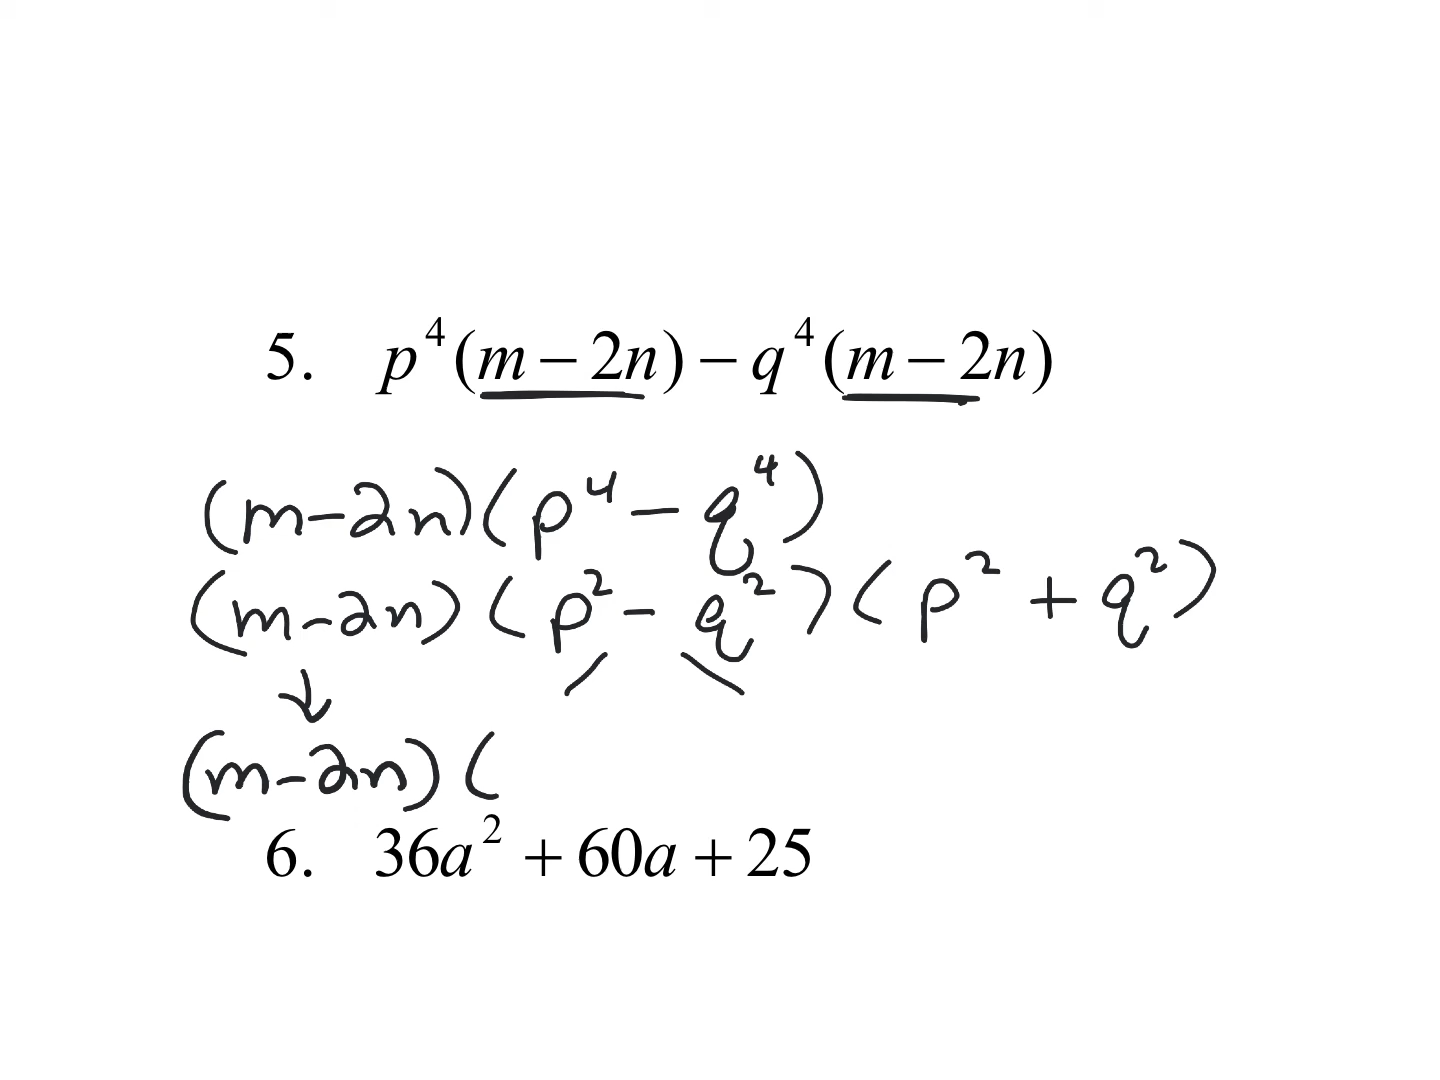 5. p⁴(m − 2n) − q⁴(m − 2n)
(m-2n)(p⁴ - q⁴)
(m-2n)(p² - q²)(p² + q²)
(m-2n)(
6. 36a² + 60a + 25